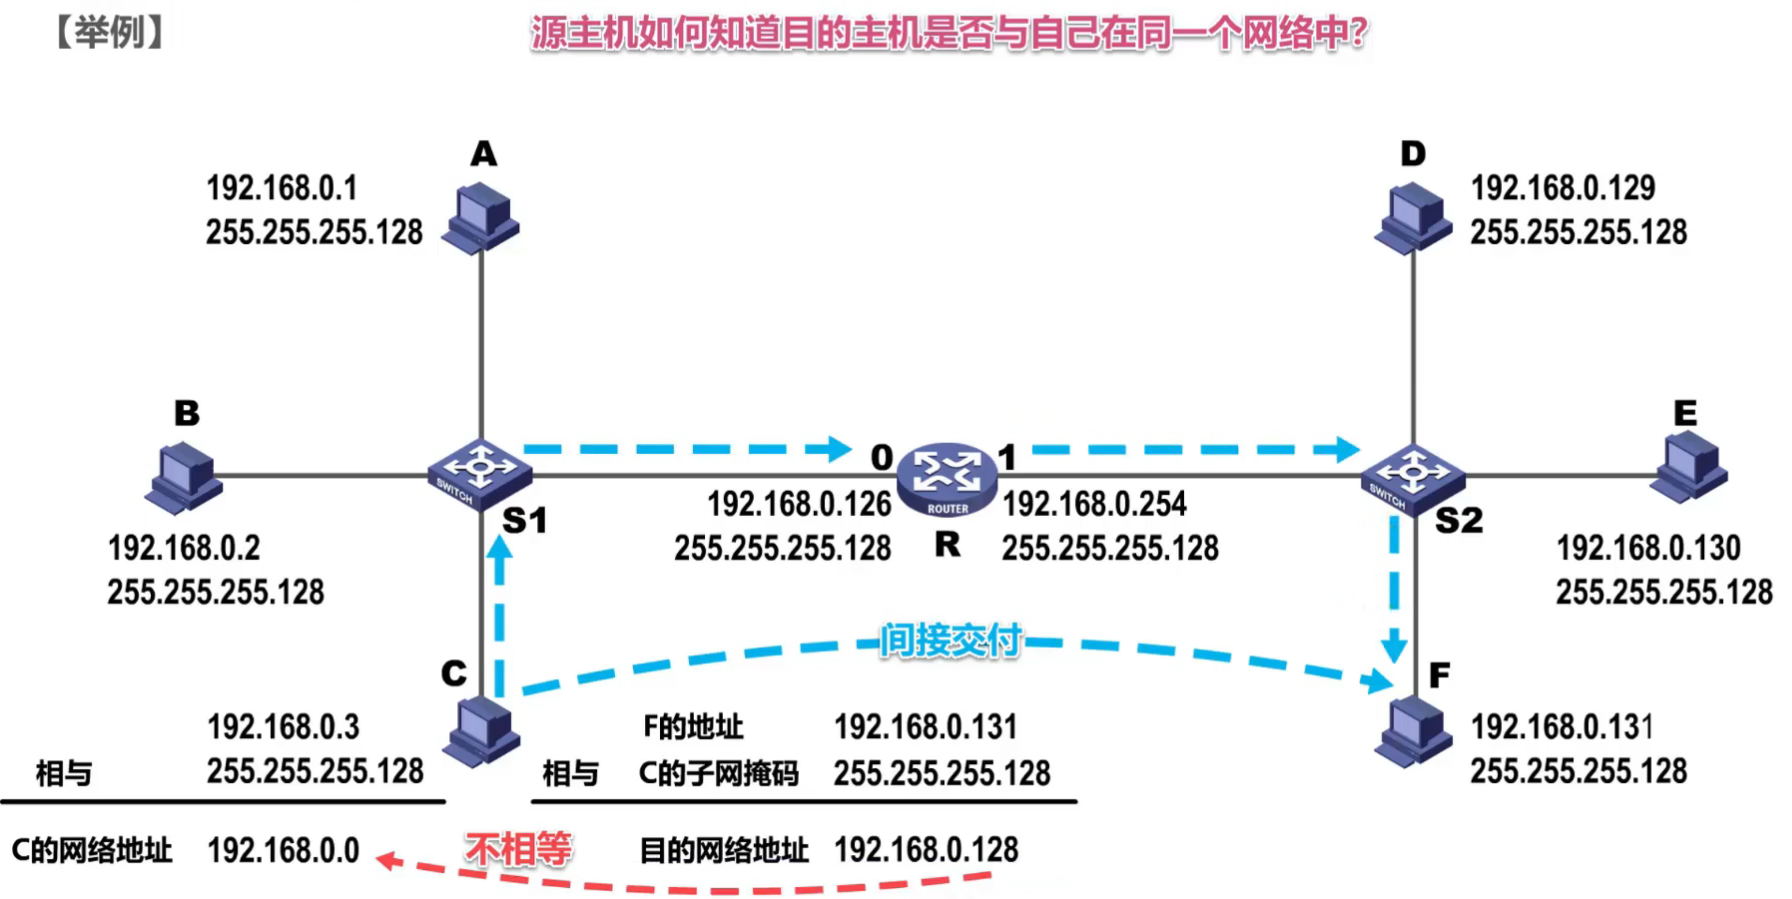 【举例】
源主机如何知道目的主机是否与自己在同一个网络中?
A
192.168.0.1
255.255.255.128
D
192.168.0.129
255.255.255.128
B
192.168.0.2
255.255.255.128
SWITCH
S1
0
1
192.168.0.126
255.255.255.128
ROUTER
R
192.168.0.254
255.255.255.128
SWITCH
S2
E
192.168.0.130
255.255.255.128
间接交付
C
192.168.0.3
相与 255.255.255.128
C的网络地址 192.168.0.0
F的地址 192.168.0.131
相与 C的子网掩码 255.255.255.128
不相等
目的网络地址 192.168.0.128
F
192.168.0.131
255.255.255.128